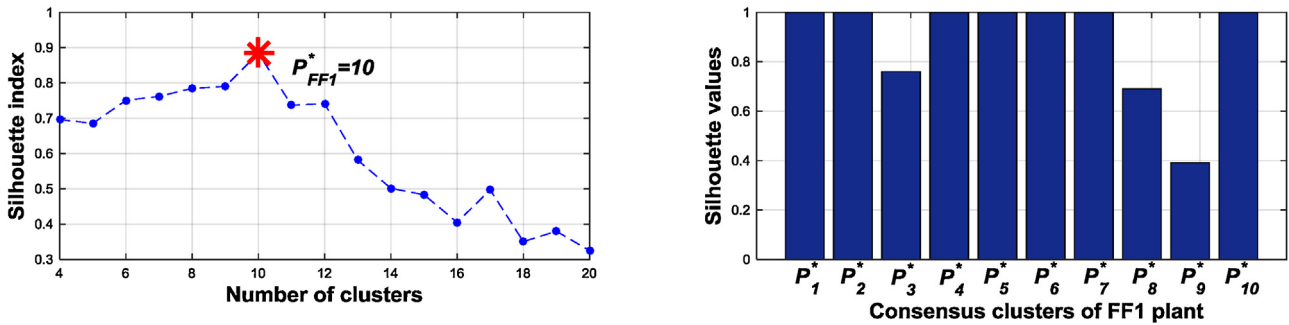 Silhouette index
1
0.9
0.8
0.7
0.6
0.5
0.4
0.3
P*FF1=10
4 6 8 10 12 14 16 18 20
Number of clusters
Silhouette values
1
0.8
0.6
0.4
0.2
0
P*1 P*2 P*3 P*4 P*5 P*6 P*7 P*8 P*9 P*10
Consensus clusters of FF1 plant